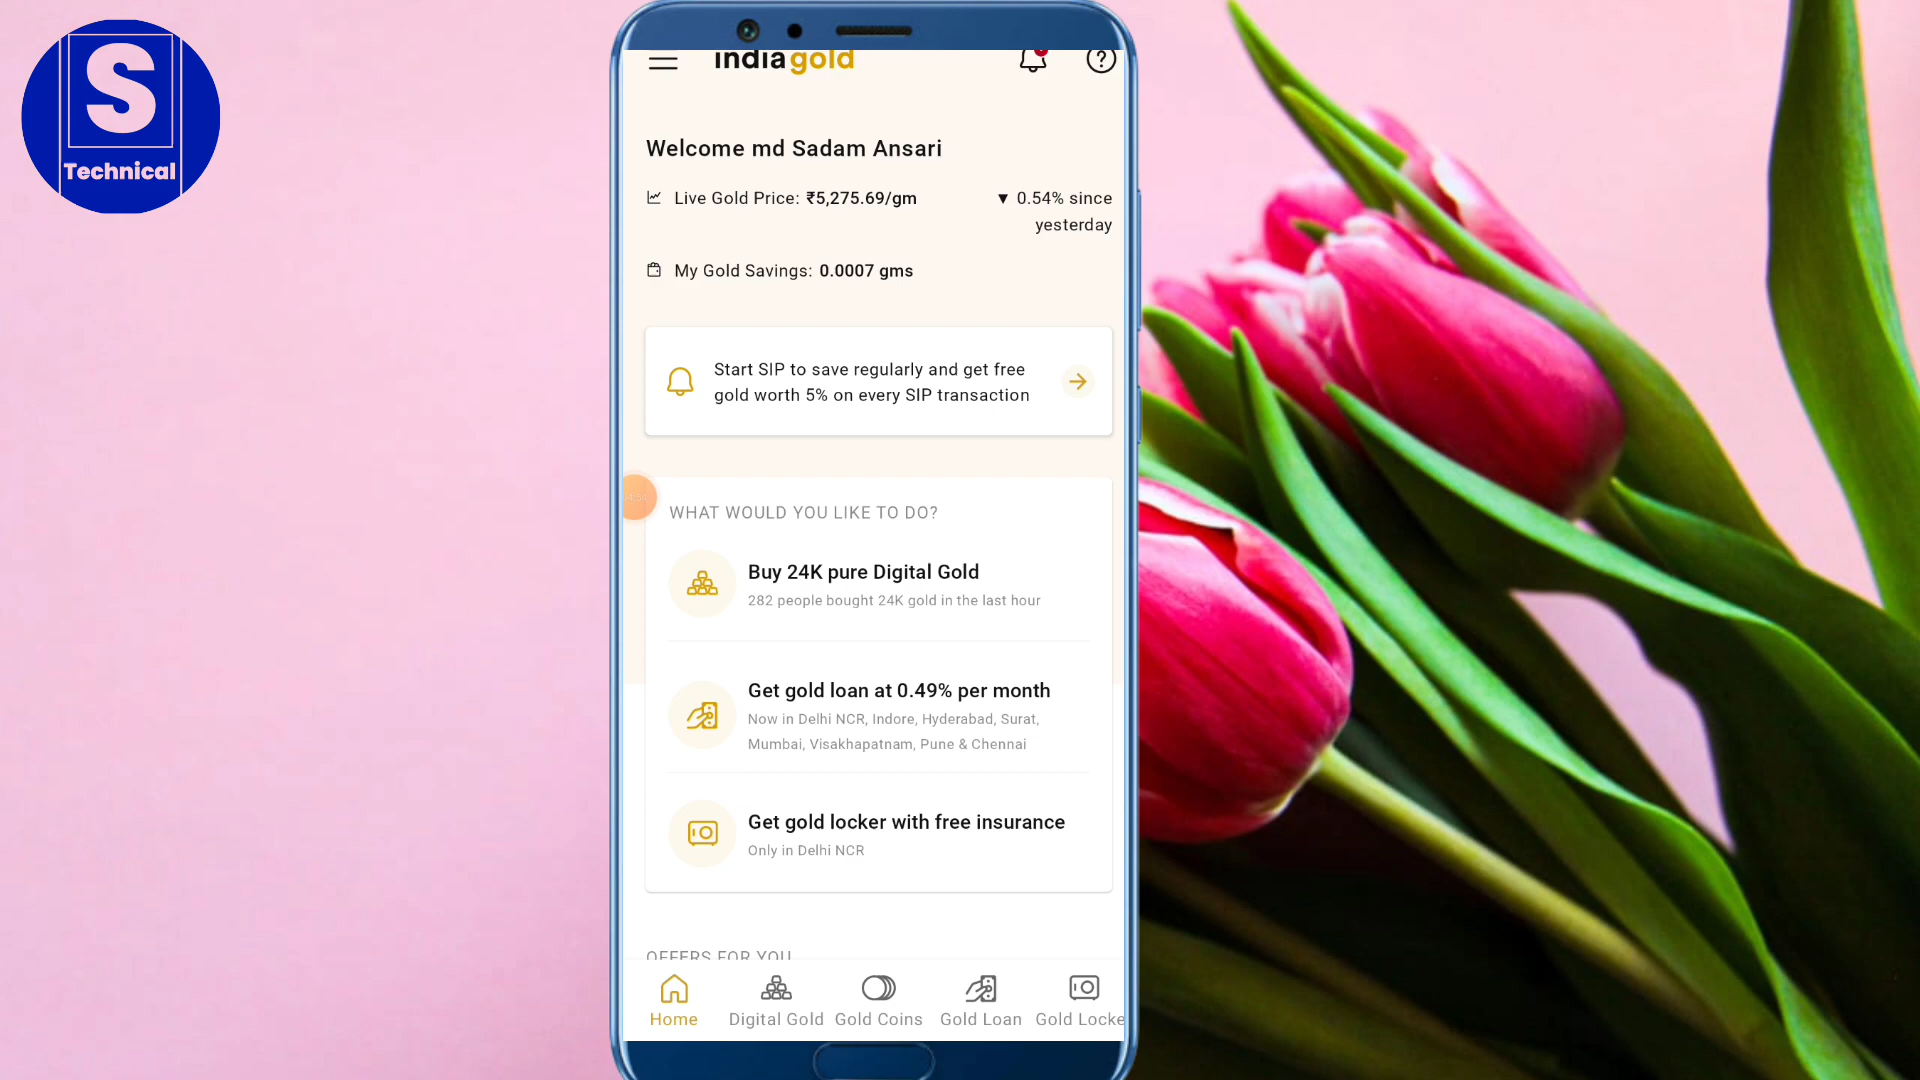 S
Technical
indiagold
Welcome md Sadam Ansari
Live Gold Price: ₹5,275.69/gm
▼ 0.54% since
yesterday
My Gold Savings: 0.0007 gms
Start SIP to save regularly and get free
gold worth 5% on every SIP transaction
WHAT WOULD YOU LIKE TO DO?
Buy 24K pure Digital Gold
282 people bought 24K gold in the last hour
Get gold loan at 0.49% per month
Now in Delhi NCR, Indore, Hyderabad, Surat,
Mumbai, Visakhapatnam, Pune & Chennai
Get gold locker with free insurance
Only in Delhi NCR
OFFERS FOR YOU
Home
Digital Gold
Gold Coins
Gold Loan
Gold Locke